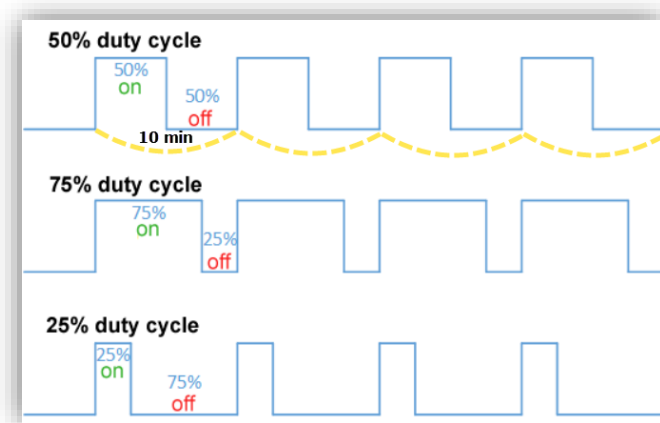 50% duty cycle
50%
on
50%
off
10 min
75% duty cycle
75%
on
25%
off
25% duty cycle
25%
on
75%
off